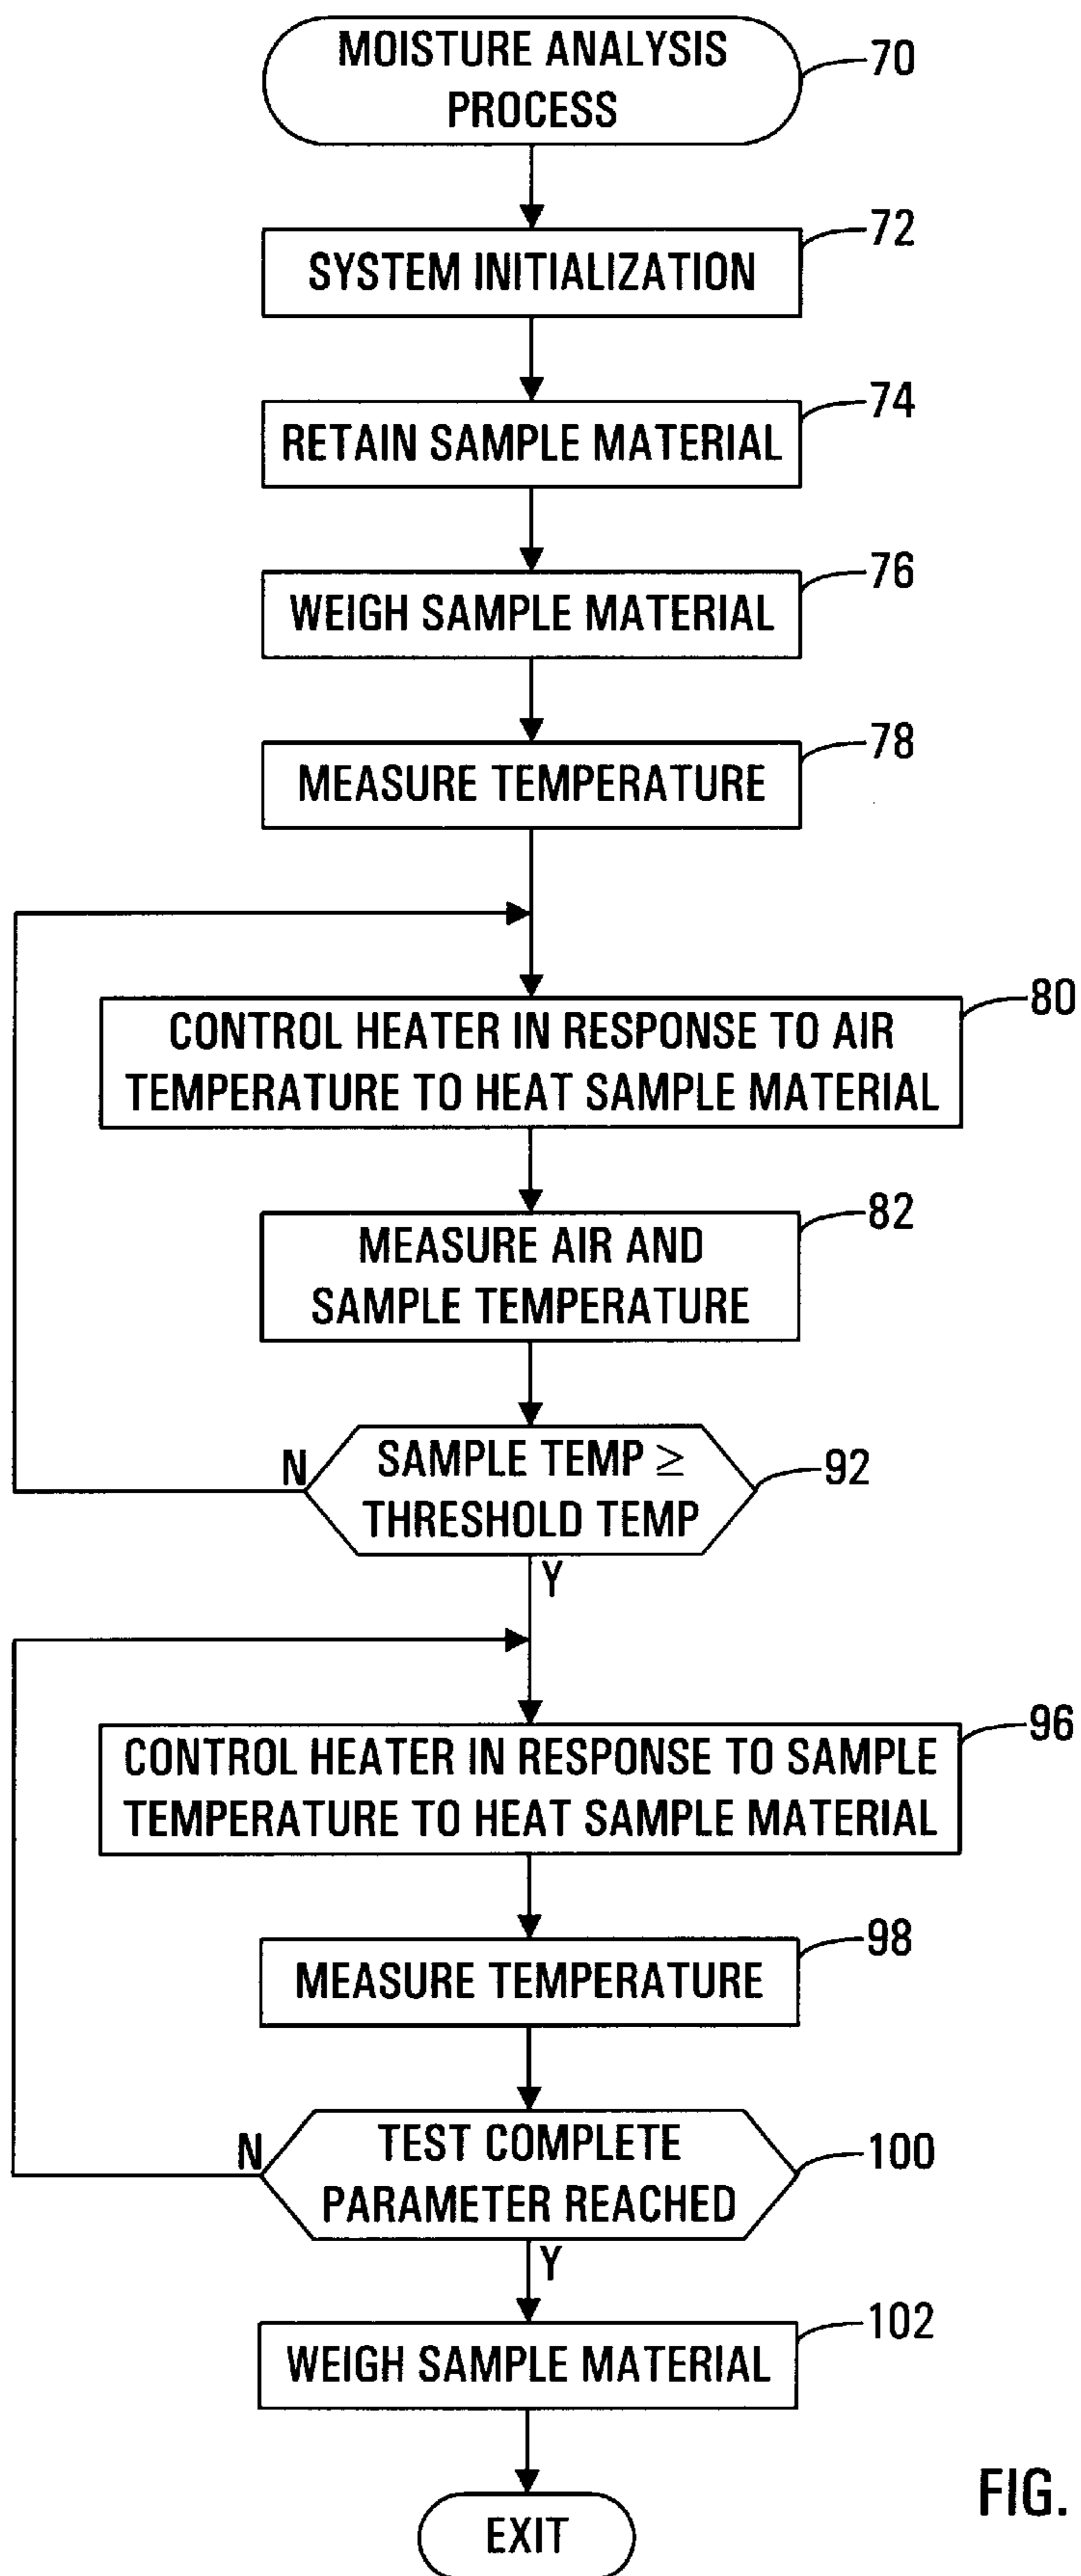 MOISTURE ANALYSIS
PROCESS
70
SYSTEM INITIALIZATION
72
RETAIN SAMPLE MATERIAL
74
WEIGH SAMPLE MATERIAL
76
MEASURE TEMPERATURE
78
CONTROL HEATER IN RESPONSE TO AIR
TEMPERATURE TO HEAT SAMPLE MATERIAL
80
MEASURE AIR AND
SAMPLE TEMPERATURE
82
N
SAMPLE TEMP ≥
THRESHOLD TEMP
92
Y
CONTROL HEATER IN RESPONSE TO SAMPLE
TEMPERATURE TO HEAT SAMPLE MATERIAL
96
MEASURE TEMPERATURE
98
N
TEST COMPLETE
PARAMETER REACHED
100
Y
WEIGH SAMPLE MATERIAL
102
EXIT
FIG.